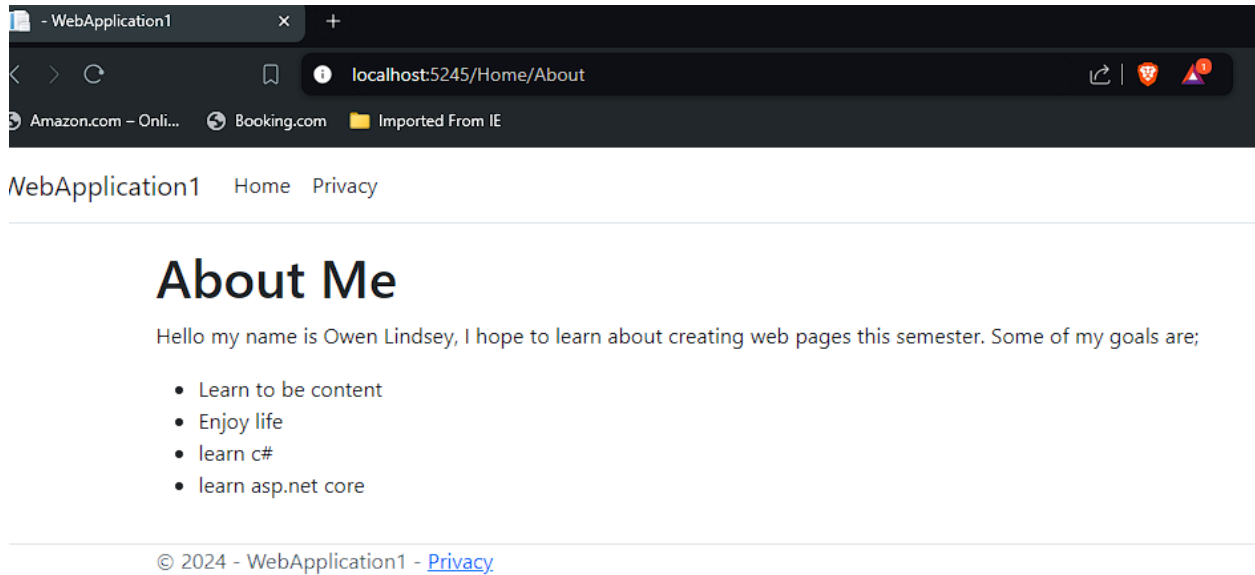 - WebApplication1
localhost:5245/Home/About
1
Amazon.com – Onli... Booking.com Imported From IE
WebApplication1 Home Privacy
About Me
Hello my name is Owen Lindsey, I hope to learn about creating web pages this semester. Some of my goals are;
• Learn to be content
• Enjoy life
• learn c#
• learn asp.net core
© 2024 - WebApplication1 - Privacy